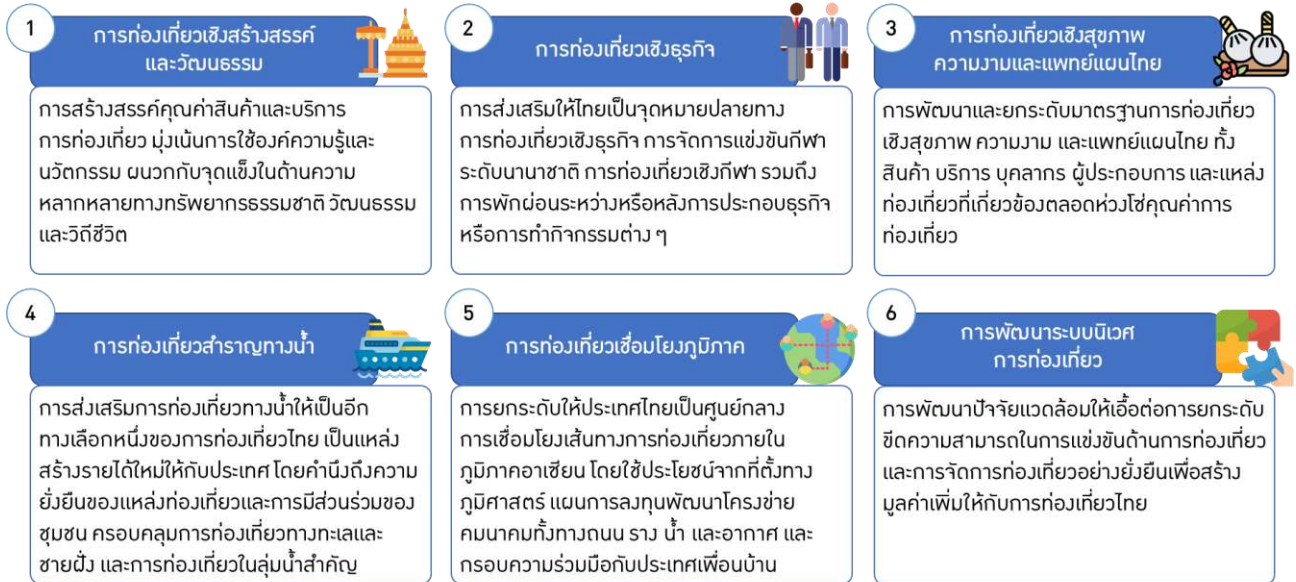 1
การท่องเที่ยวเชิงสร้างสรรค์
และวัฒนธรรม
การสร้างสรรค์คุณค่าสินค้าและบริการ
การท่องเที่ยว มุ่งเน้นการใช้องค์ความรู้และ
นวัตกรรม ผนวกกับจุดแข็งในด้านความ
หลากหลายทางทรัพยากรธรรมชาติ วัฒนธรรม
และวิถีชีวิต
2
การท่องเที่ยวเชิงธุรกิจ
การส่งเสริมให้ไทยเป็นจุดหมายปลายทาง
การท่องเที่ยวเชิงธุรกิจ การจัดการแข่งขันกีฬา
ระดับนานาชาติ การท่องเที่ยวเชิงกีฬา รวมถึง
การพักผ่อนระหว่างหรือหลังการประกอบธุรกิจ
หรือการทำกิจกรรมต่าง ๆ
3
การท่องเที่ยวเชิงสุขภาพ
ความงามและแพทย์แผนไทย
การพัฒนาและยกระดับมาตรฐานการท่องเที่ยว
เชิงสุขภาพ ความงาม และแพทย์แผนไทย ทั้ง
สินค้า บริการ บุคลากร ผู้ประกอบการ และแหล่ง
ท่องเที่ยวที่เกี่ยวข้องตลอดห่วงโซ่คุณค่าการ
ท่องเที่ยว
4
การท่องเที่ยวสำราญทางน้ำ
การส่งเสริมการท่องเที่ยวทางน้ำให้เป็นอีก
ทางเลือกหนึ่งของการท่องเที่ยวไทย เป็นแหล่ง
สร้างรายได้ใหม่ให้กับประเทศ โดยคำนึงถึงความ
ยั่งยืนของแหล่งท่องเที่ยวและการมีส่วนร่วมของ
ชุมชน ครอบคลุมการท่องเที่ยวทางทะเลและ
ชายฝั่ง และการท่องเที่ยวในลุ่มน้ำสำคัญ
5
การท่องเที่ยวเชื่อมโยงภูมิภาค
การยกระดับให้ประเทศไทยเป็นศูนย์กลาง
การเชื่อมโยงเส้นทางการท่องเที่ยวภายใน
ภูมิภาคอาเซียน โดยใช้ประโยชน์จากที่ตั้งทาง
ภูมิศาสตร์ แผนการลงทุนพัฒนาโครงข่าย
คมนาคมทั้งทางถนน ราง น้ำ และอากาศ และ
กรอบความร่วมมือกับประเทศเพื่อนบ้าน
6
การพัฒนาระบบนิเวศ
การท่องเที่ยว
การพัฒนาปัจจัยแวดล้อมให้เอื้อต่อการยกระดับ
ขีดความสามารถในการแข่งขันด้านการท่องเที่ยว
และการจัดการท่องเที่ยวอย่างยั่งยืนเพื่อสร้าง
มูลค่าเพิ่มให้กับการท่องเที่ยวไทย